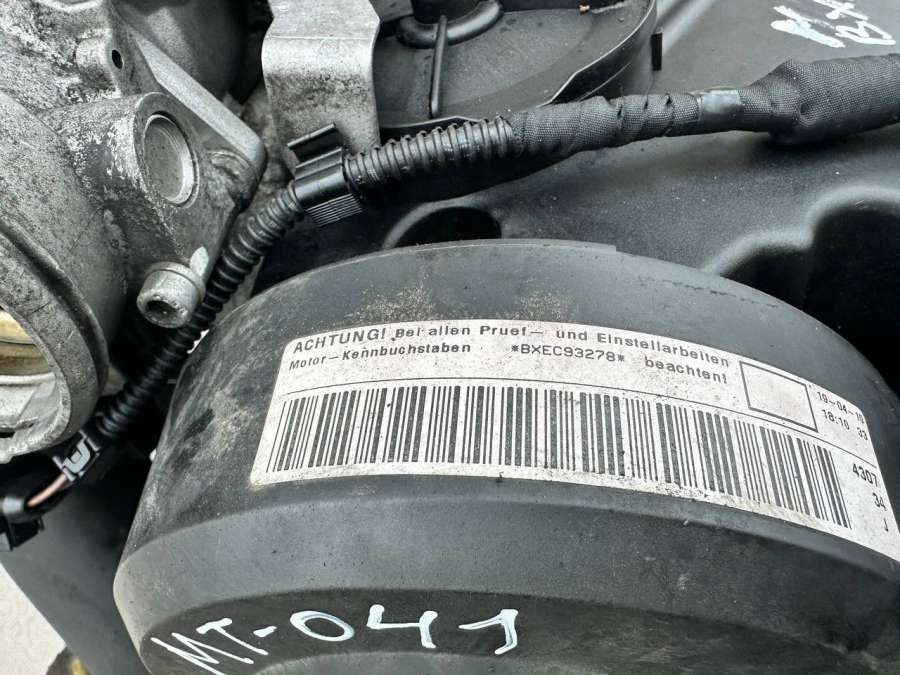 ACHTUNG! Bei allen Pruef- und Einstellarbeiten
Motor-Kennbuchstaben *BXEC93278* beachten!
19-04-10
18:10 33
4307
34
J
MT-041